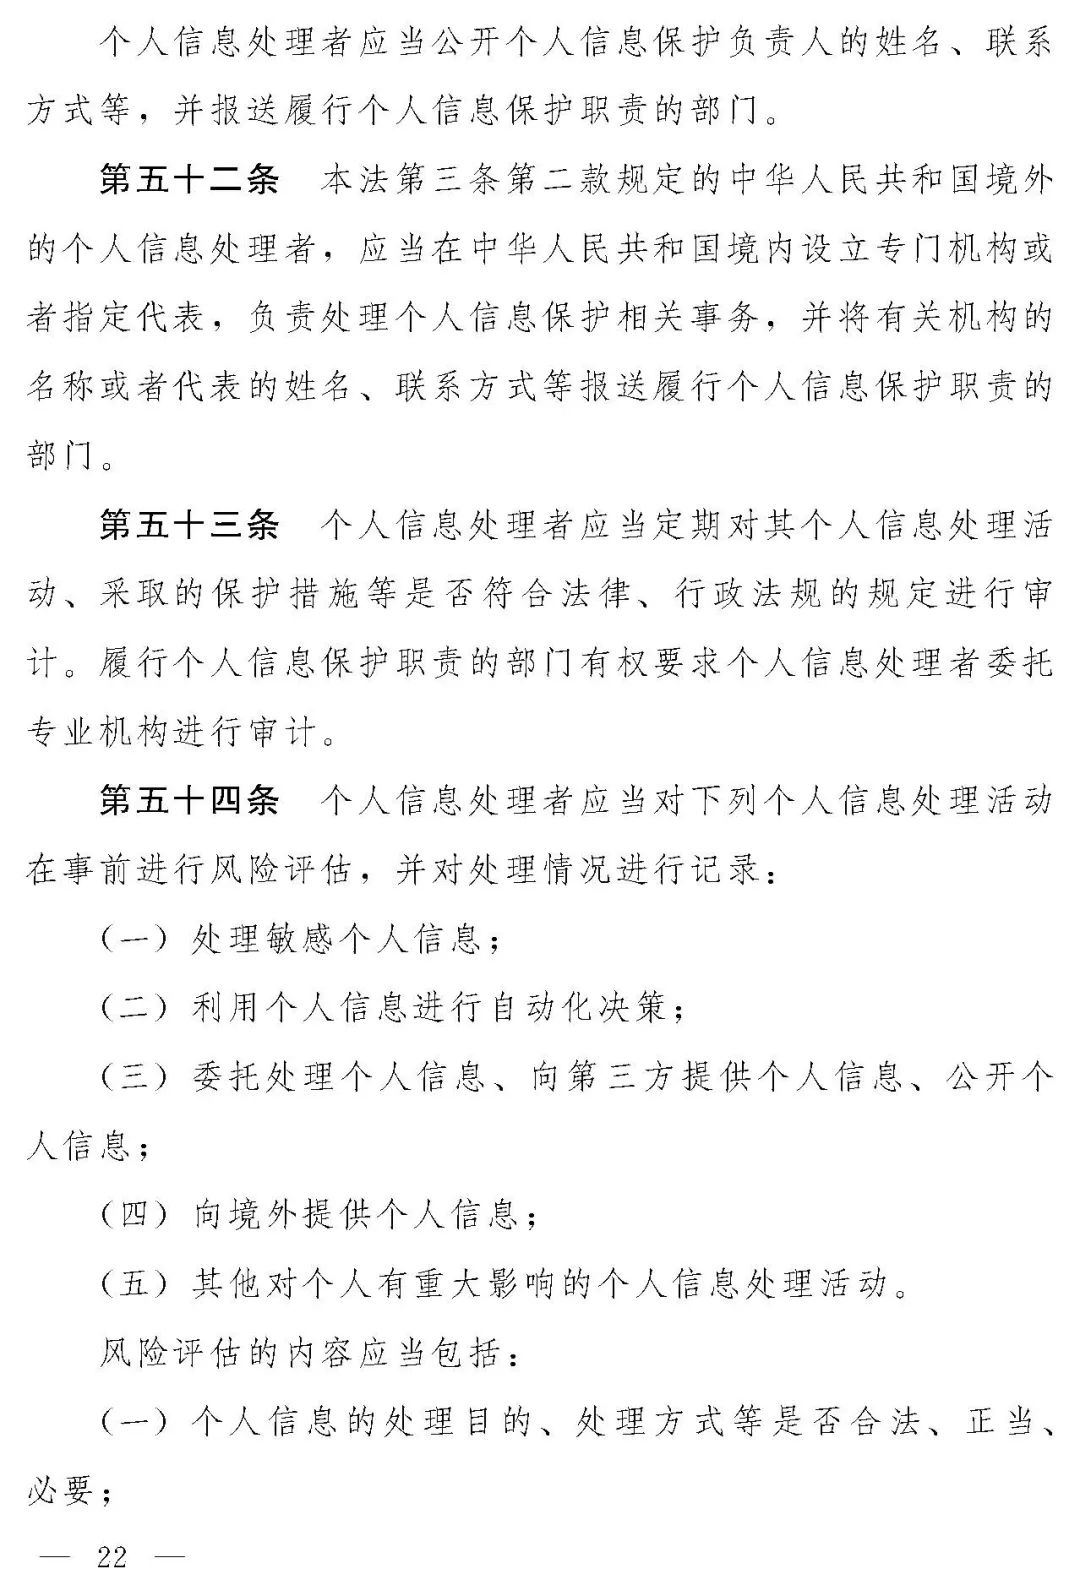 个人信息处理者应当公开个人信息保护负责人的姓名、联系
方式等，并报送履行个人信息保护职责的部门。
第五十二条　本法第三条第二款规定的中华人民共和国境外
的个人信息处理者，应当在中华人民共和国境内设立专门机构或
者指定代表，负责处理个人信息保护相关事务，并将有关机构的
名称或者代表的姓名、联系方式等报送履行个人信息保护职责的
部门。
第五十三条　个人信息处理者应当定期对其个人信息处理活
动、采取的保护措施等是否符合法律、行政法规的规定进行审
计。履行个人信息保护职责的部门有权要求个人信息处理者委托
专业机构进行审计。
第五十四条　个人信息处理者应当对下列个人信息处理活动
在事前进行风险评估，并对处理情况进行记录：
（一）处理敏感个人信息；
（二）利用个人信息进行自动化决策；
（三）委托处理个人信息、向第三方提供个人信息、公开个
人信息；
（四）向境外提供个人信息；
（五）其他对个人有重大影响的个人信息处理活动。
风险评估的内容应当包括：
（一）个人信息的处理目的、处理方式等是否合法、正当、
必要；
— 22 —